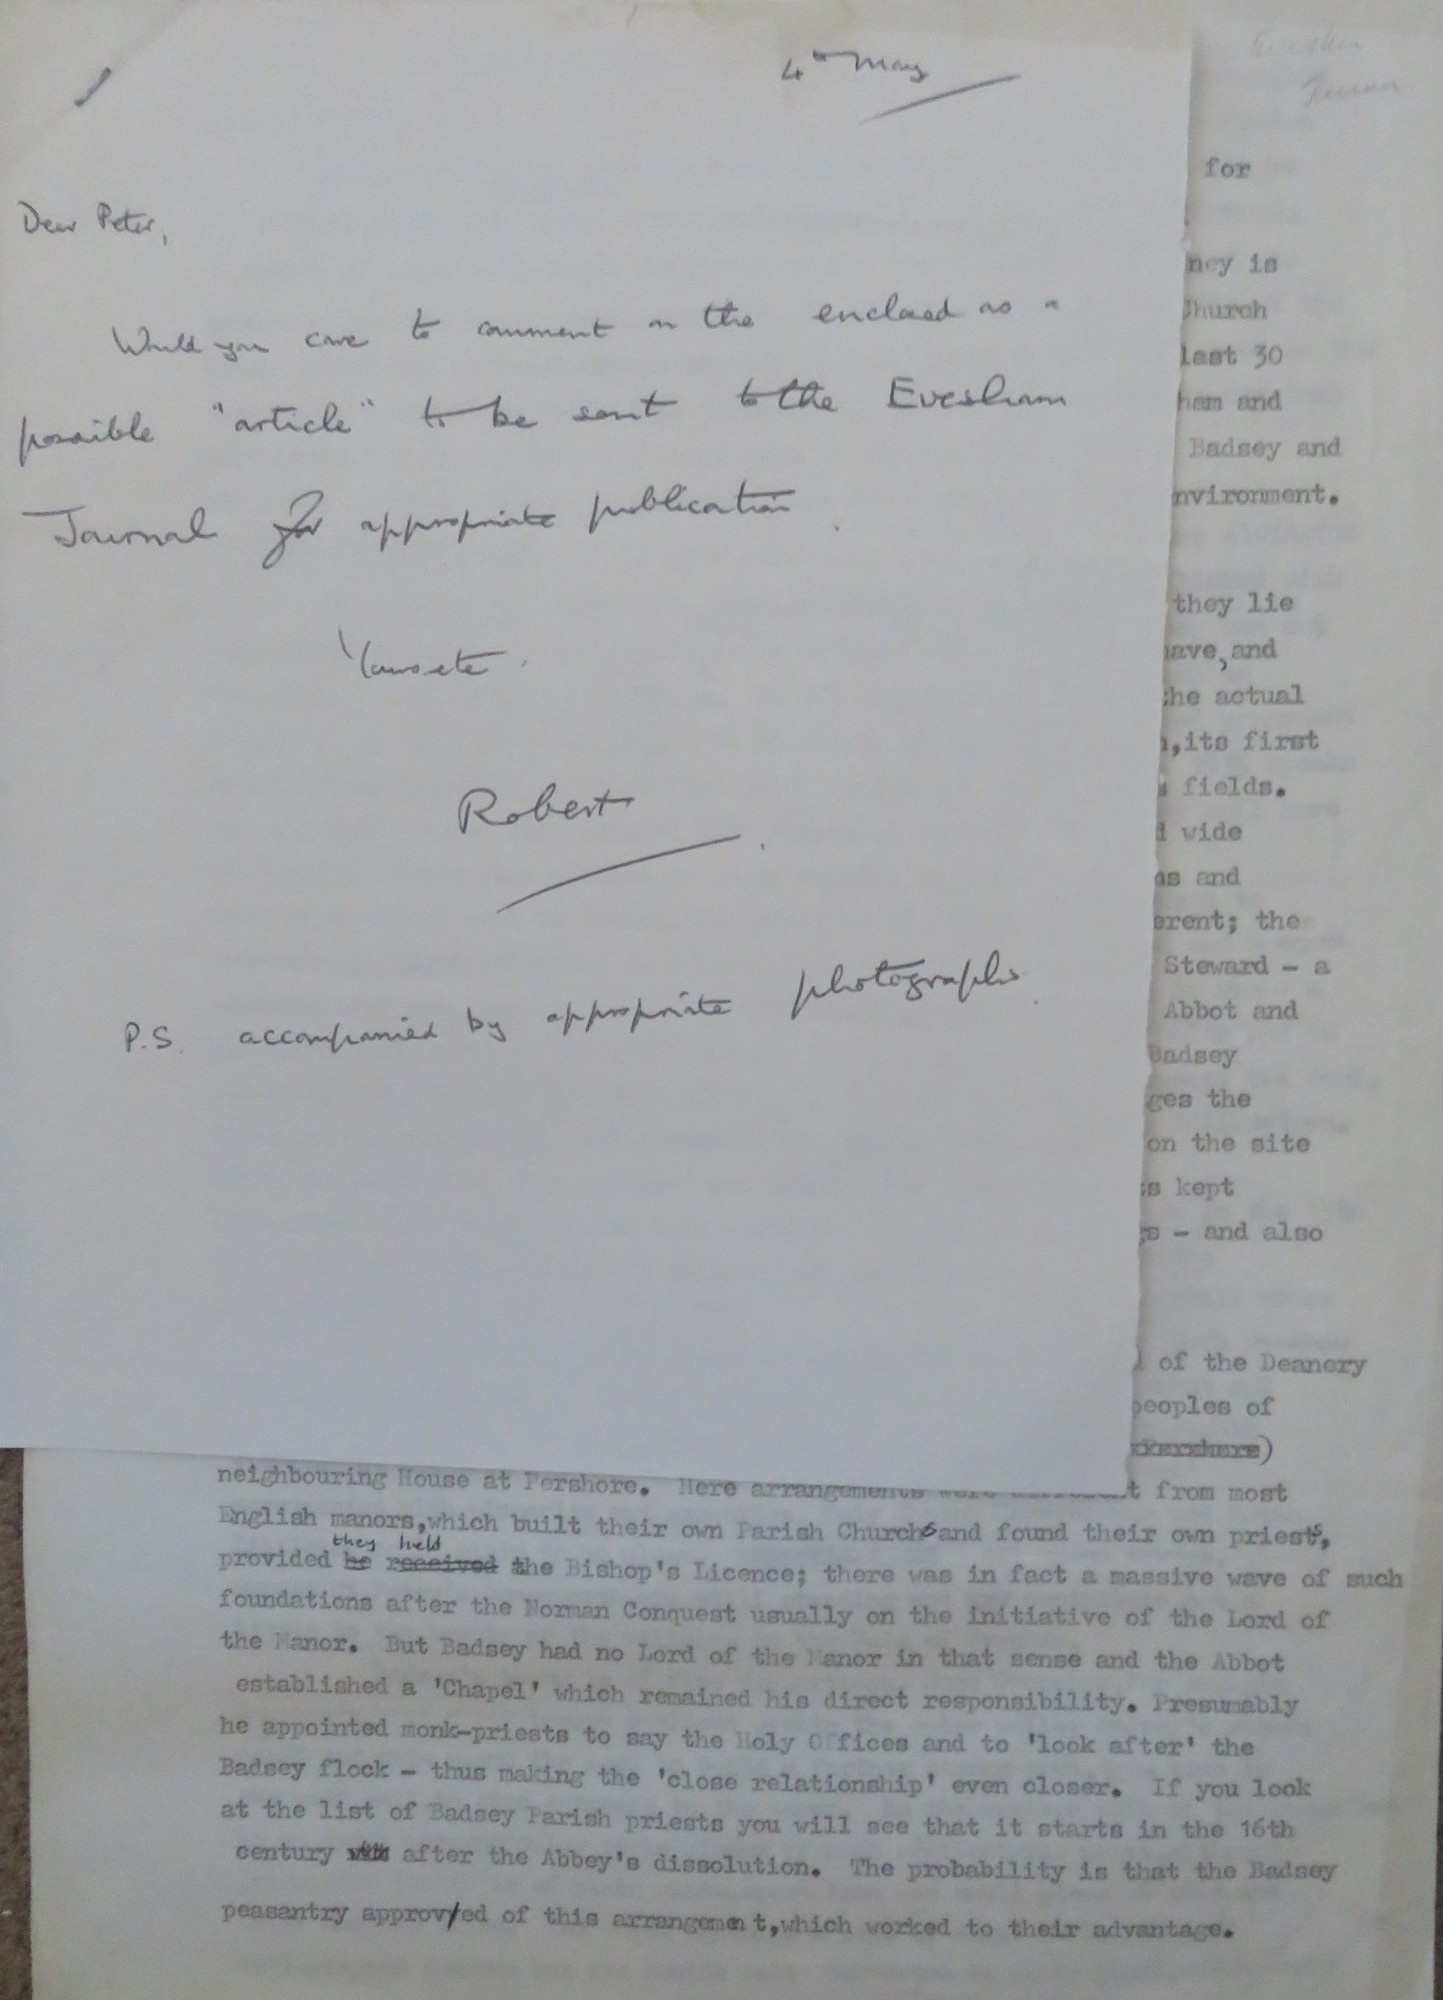 4th May
Dear Peter,
Would you care to comment on the enclosed as a
possible "article" to be sent to the Evesham
Journal for appropriate publication.
Yours etc.
Robert
P.S. accompanied by appropriate photographs.
for
ney is
Church
last 30
ham and
Badsey and
nvironment.
they lie
ave, and
the actual
,its first
fields.
d wide
as and
erent; the
Steward - a
Abbot and
Badsey
ges the
on the site
s kept
s - and also
of the Deanery
peoples of
neighbouring House at Pershore. Here arrangements were different from most
English manors,which built their own Parish Churchs and found their own priests,
they held
provided he received the Bishop's Licence; there was in fact a massive wave of such
foundations after the Norman Conquest usually on the initiative of the Lord of
the Manor. But Badsey had no Lord of the Manor in that sense and the Abbot
established a 'Chapel' which remained his direct responsibility. Presumably
he appointed monk-priests to say the Holy Offices and to 'look after' the
Badsey flock - thus making the 'close relationship' even closer. If you look
at the list of Badsey Parish priests you will see that it starts in the 16th
century after the Abbey's dissolution. The probability is that the Badsey
peasantry approved of this arrangement,which worked to their advantage.